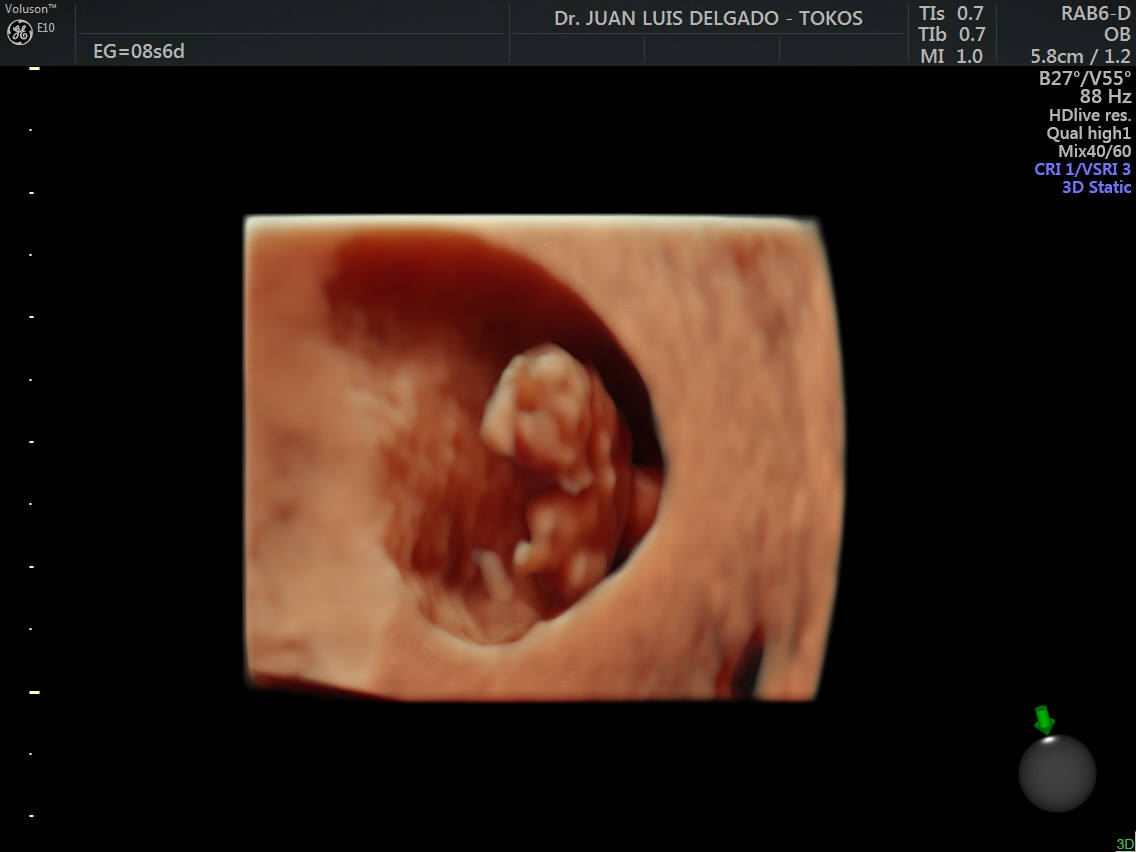 Voluson™
E10
EG=08s6d
Dr. JUAN LUIS DELGADO - TOKOS
TIs 0.7
TIb 0.7
MI 1.0
RAB6-D
OB
5.8cm / 1.2
B27°/V55°
88 Hz
HDlive res.
Qual high1
Mix40/60
CRI 1/VSRI 3
3D Static
3D